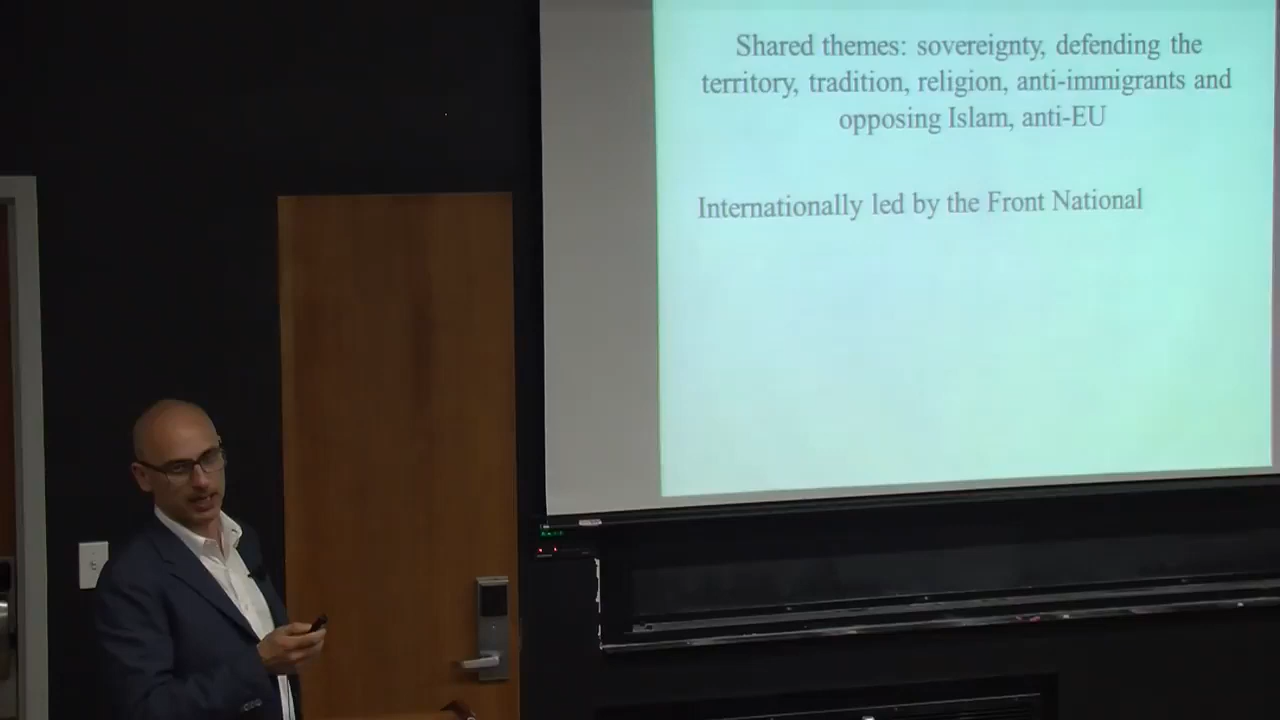 Shared themes: sovereignty, defending the
territory, tradition, religion, anti-immigrants and
opposing Islam, anti-EU
Internationally led by the Front National